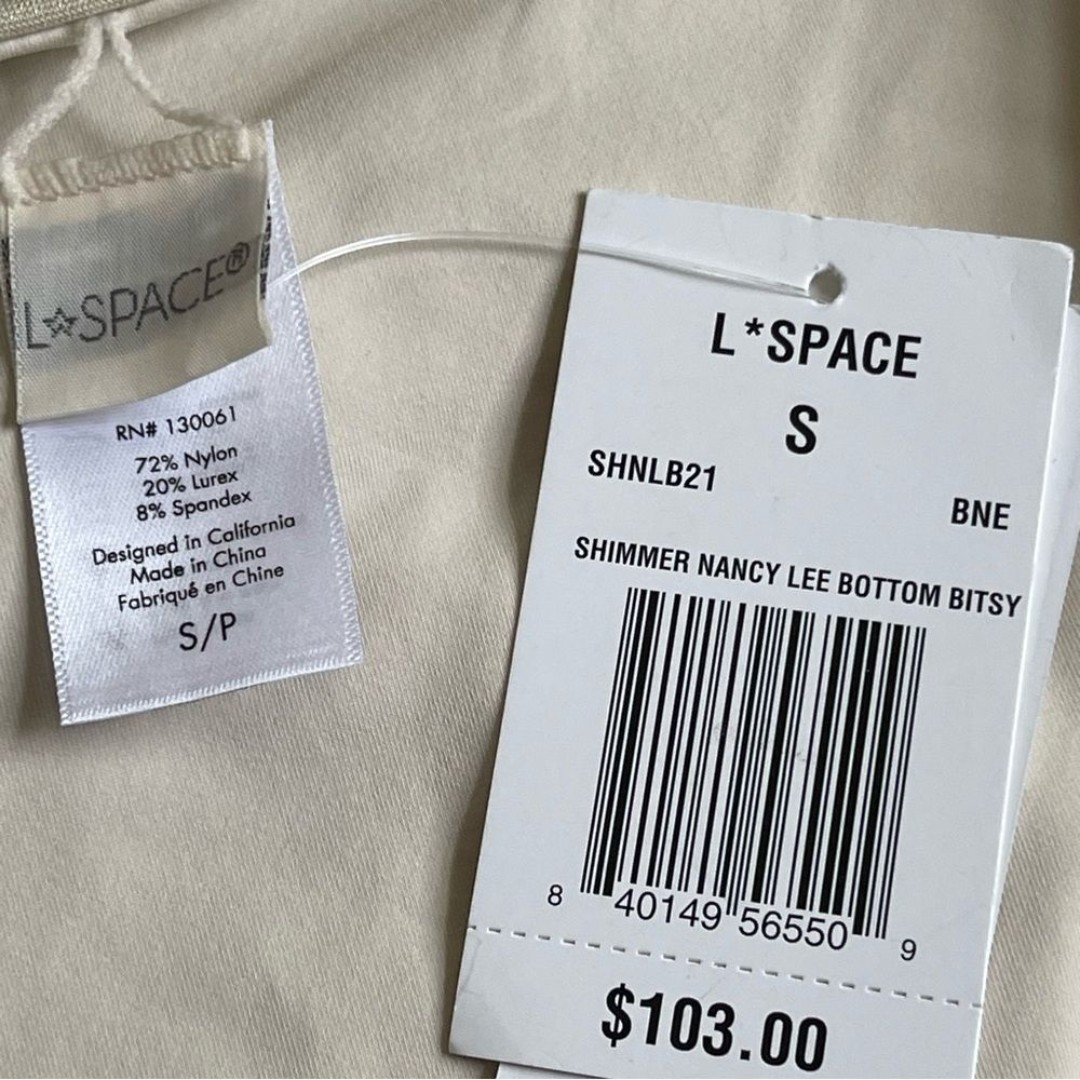 L☆SPACE®
RN# 130061
72% Nylon
20% Lurex
8% Spandex
Designed in California
Made in China
Fabriqué en Chine
S/P
L*SPACE
S
SHNLB21
BNE
SHIMMER NANCY LEE BOTTOM BITSY
8 40149 56550 9
$103.00